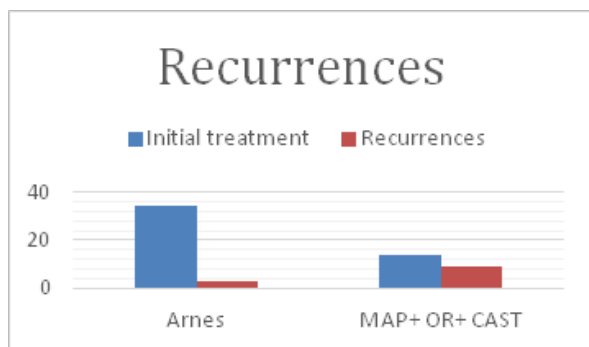 Recurrences
Initial treatment Recurrences
40
20
0
Arnes MAP+ OR+ CAST